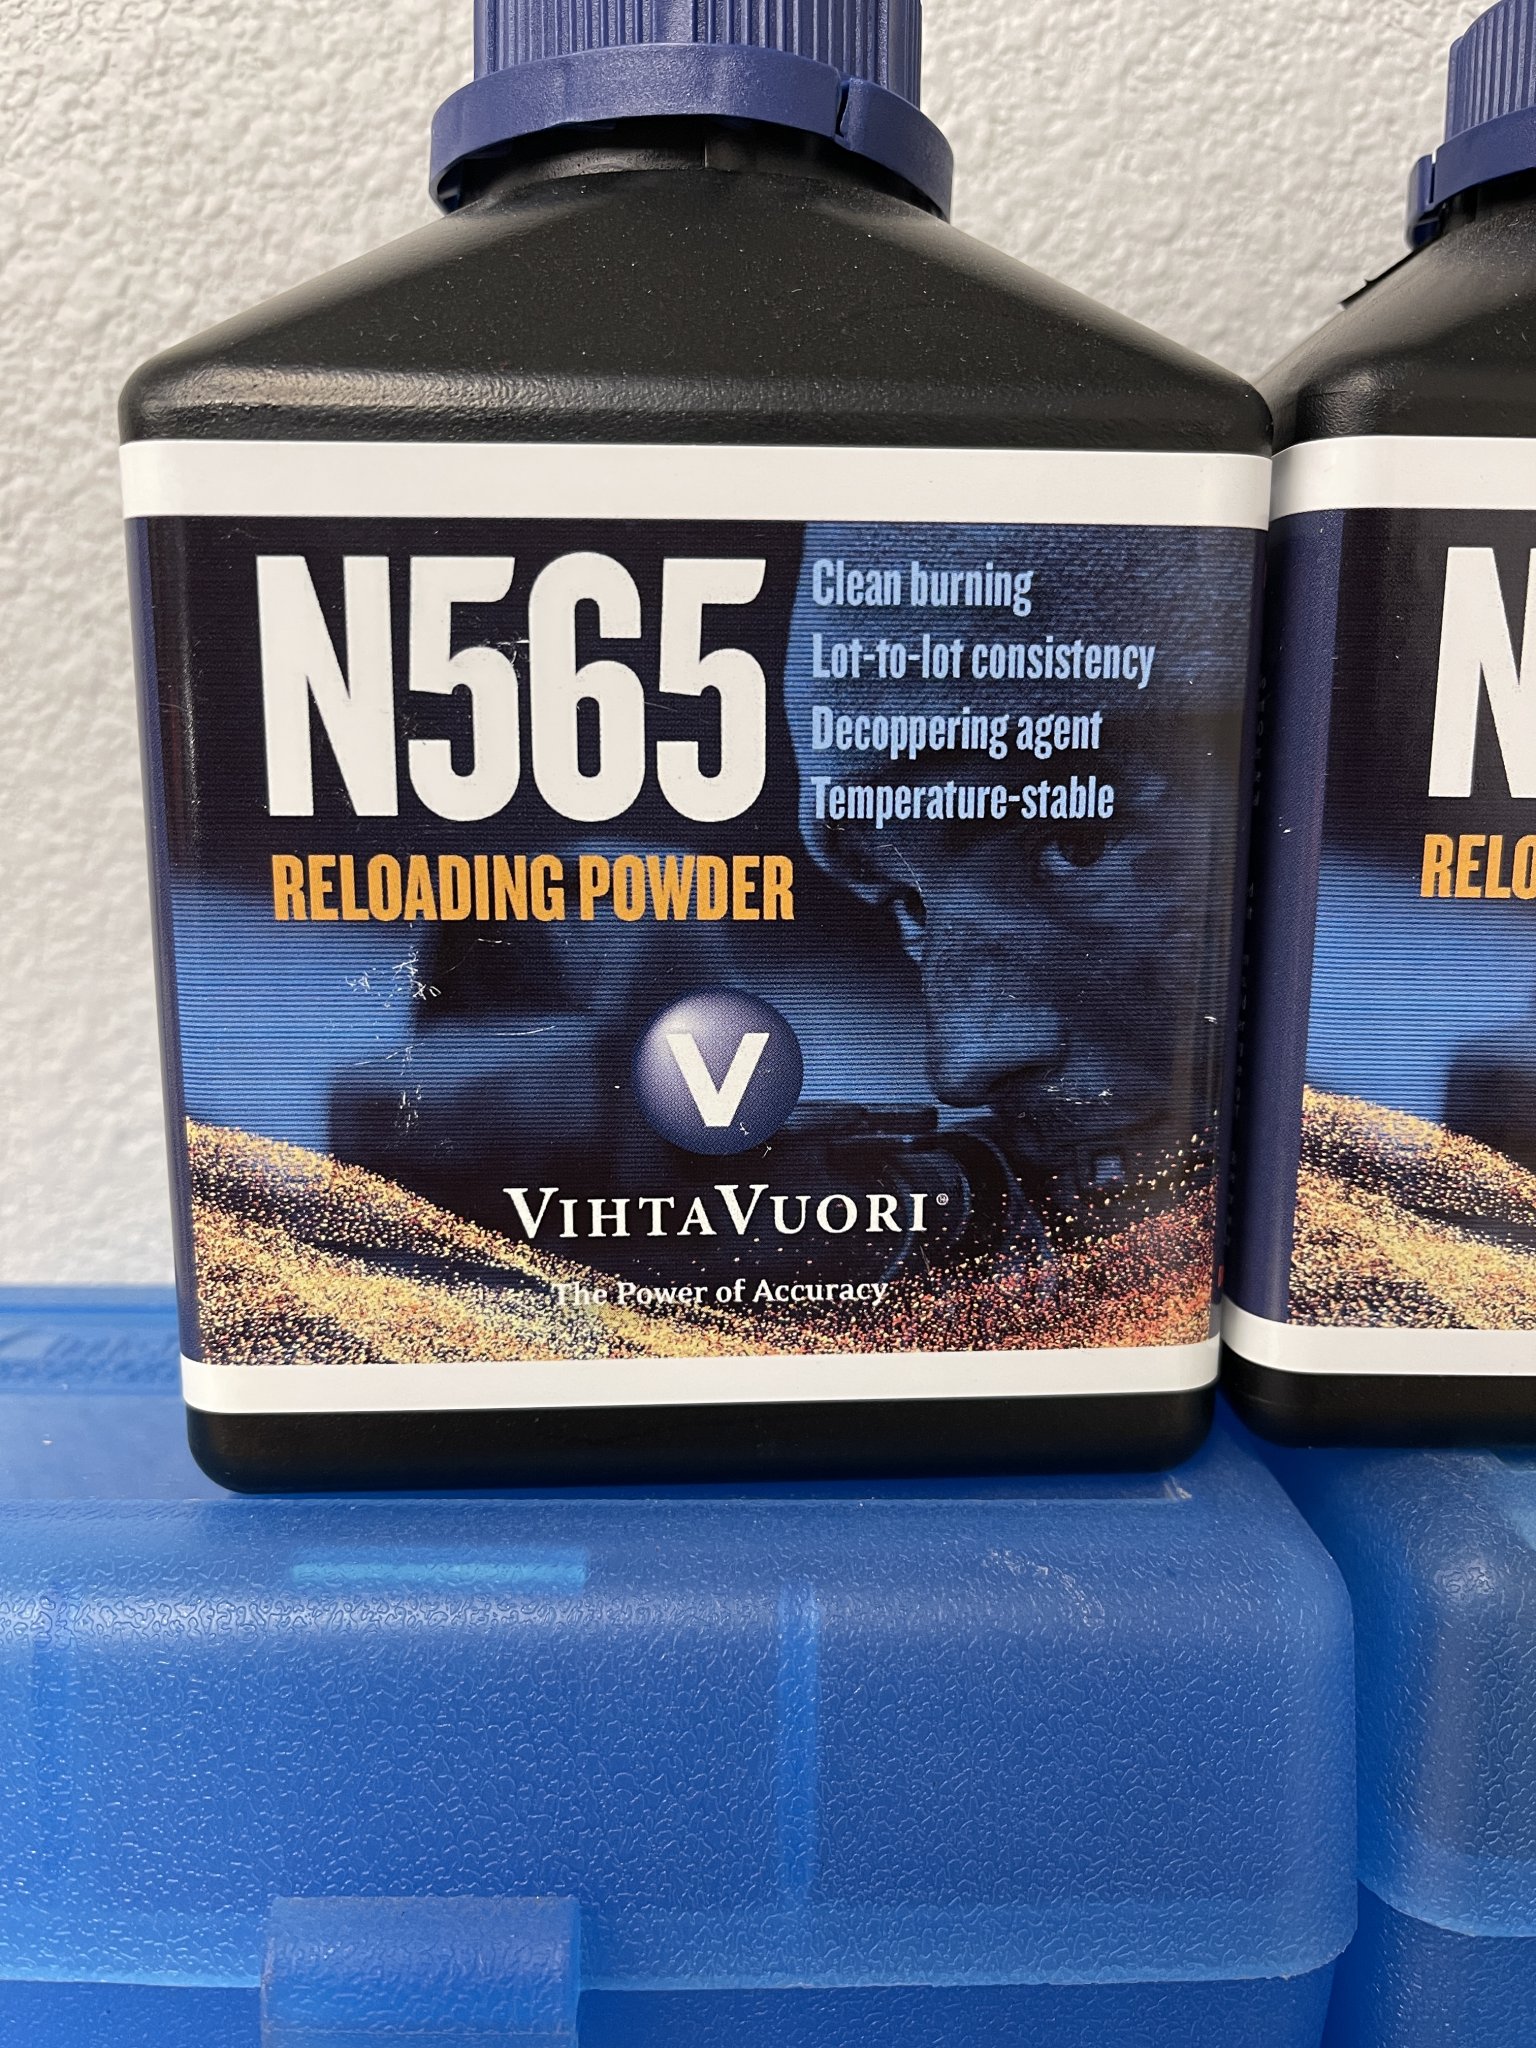 N565
Clean burning
Lot-to-lot consistency
Decoppering agent
Temperature-stable
RELOADING POWDER
V
VIHTAVUORI®
The Power of Accuracy
N
RELO